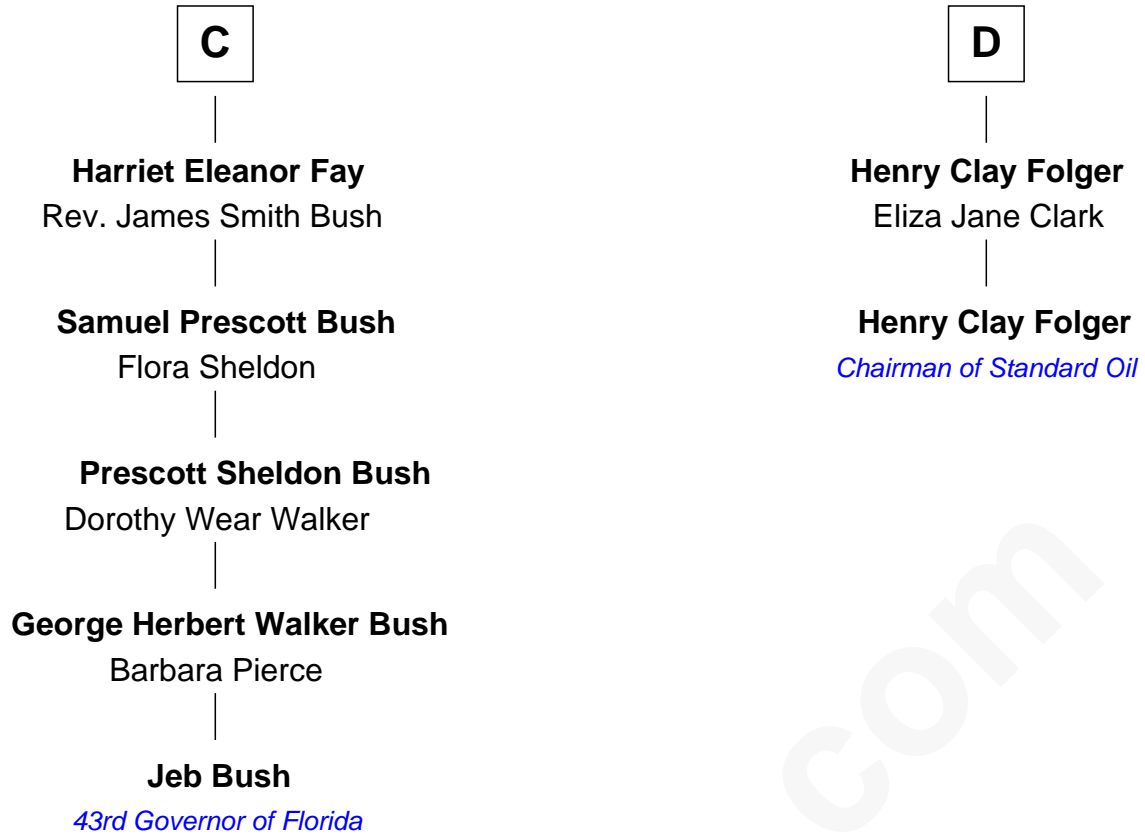 C
Harriet Eleanor Fay
Rev. James Smith Bush
Samuel Prescott Bush
Flora Sheldon
Prescott Sheldon Bush
Dorothy Wear Walker
George Herbert Walker Bush
Barbara Pierce
Jeb Bush
43rd Governor of Florida
D
Henry Clay Folger
Eliza Jane Clark
Henry Clay Folger
Chairman of Standard Oil
com